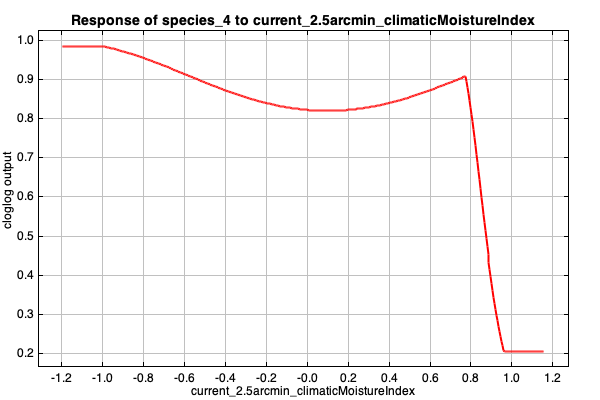 Response of species_4 to current_2.5arcmin_climaticMoistureIndex
1.0
0.9
0.8
0.7
0.6
0.5
0.4
0.3
0.2
cloglog output
-1.2 -1.0 -0.8 -0.6 -0.4 -0.2 -0.0 0.2 0.4 0.6 0.8 1.0 1.2
current_2.5arcmin_climaticMoistureIndex